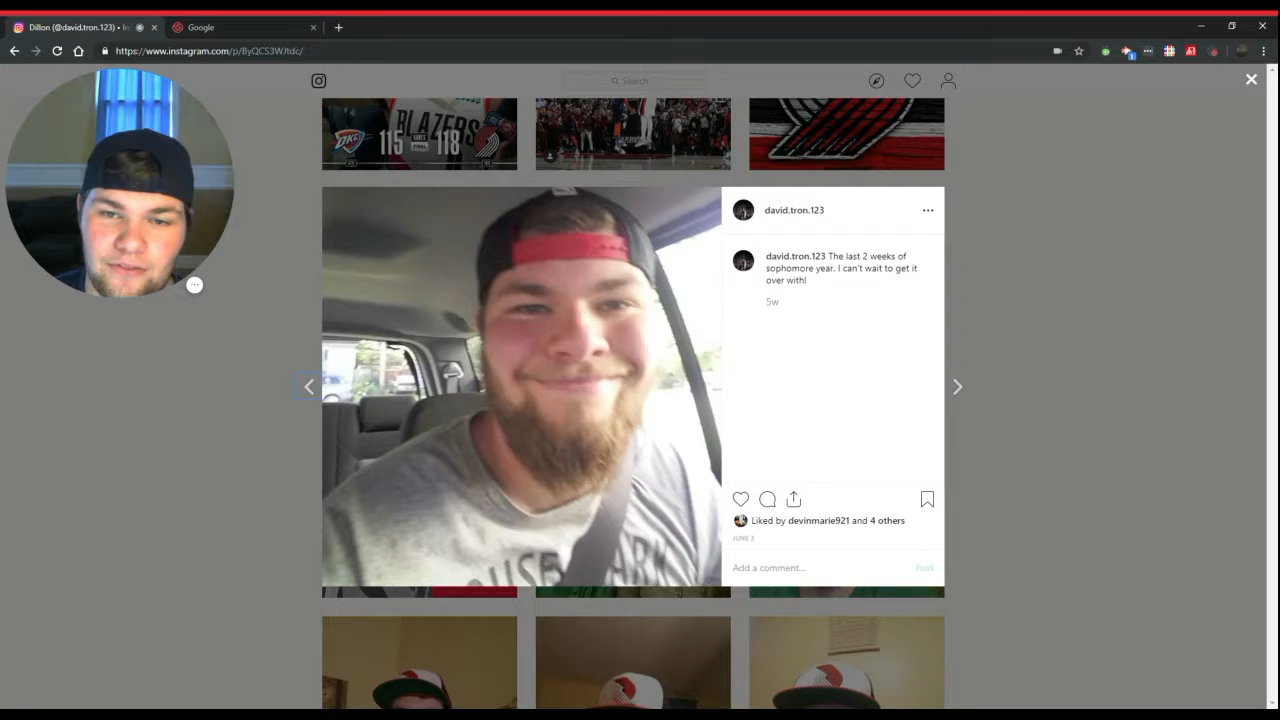 Dillon (@david.tron.123) • In
Google
https://www.instagram.com/p/ByQCS3WJtdc/
Search
BLAZERS
115 118
FINAL
david.tron.123
david.tron.123 The last 2 weeks of
sophomore year. I can't wait to get it
over with!
5w
Liked by devinmarie921 and 4 others
JUNE 3
Add a comment...
Post